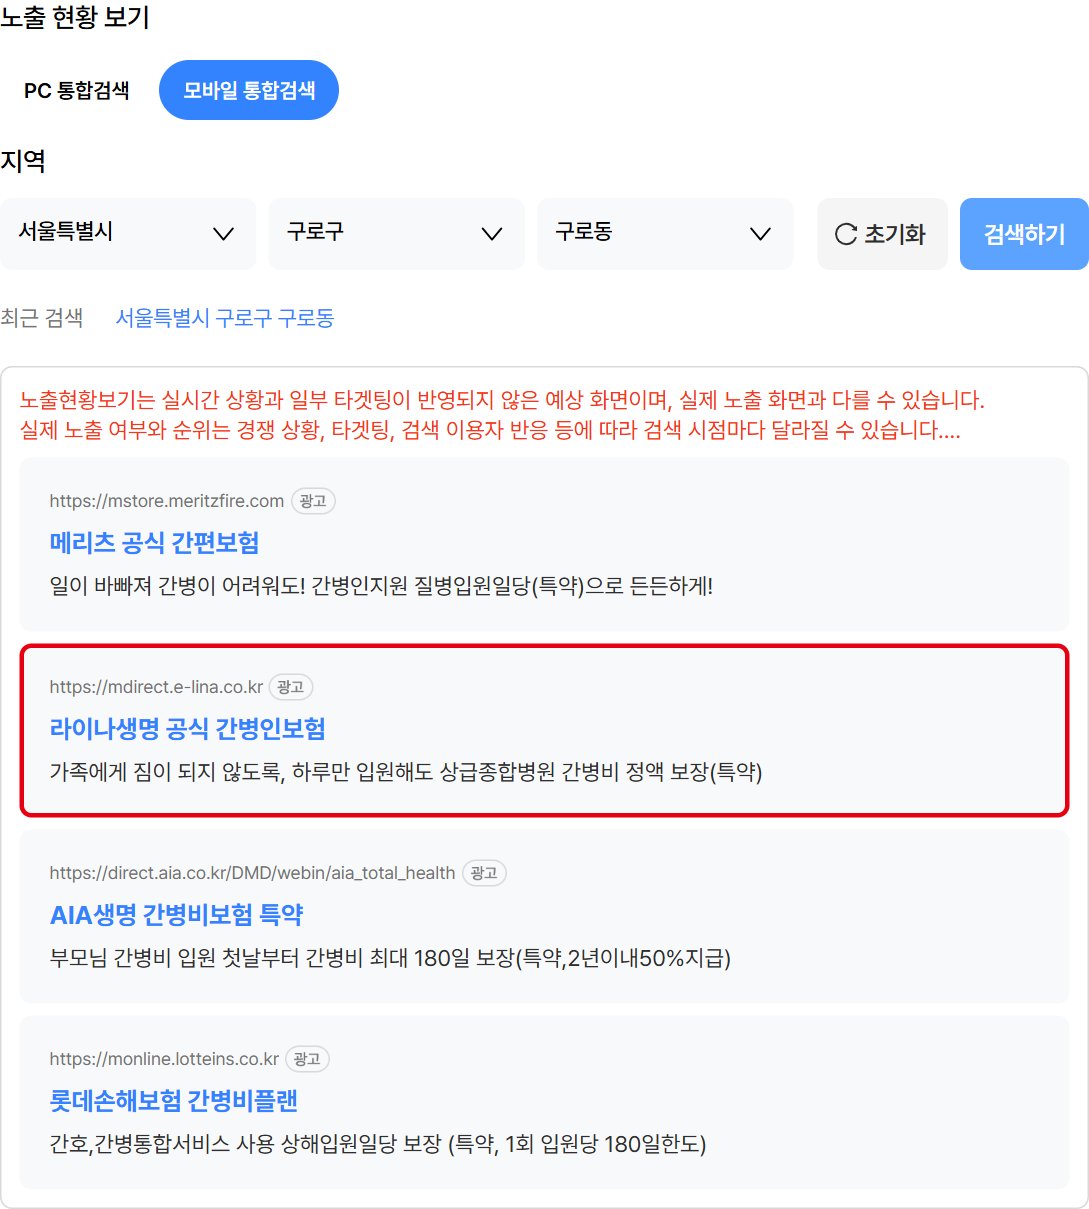 노출 현황 보기
PC 통합검색 모바일 통합검색
지역
서울특별시 구로구 구로동 초기화 검색하기
최근 검색 서울특별시 구로구 구로동
노출현황보기는 실시간 상황과 일부 타겟팅이 반영되지 않은 예상 화면이며, 실제 노출 화면과 다를 수 있습니다.
실제 노출 여부와 순위는 경쟁 상황, 타겟팅, 검색 이용자 반응 등에 따라 검색 시점마다 달라질 수 있습니다....
https://mstore.meritzfire.com 광고
메리츠 공식 간편보험
일이 바빠져 간병이 어려워도! 간병인지원 질병입원일당(특약)으로 든든하게!
https://mdirect.e-lina.co.kr 광고
라이나생명 공식 간병인보험
가족에게 짐이 되지 않도록, 하루만 입원해도 상급종합병원 간병비 정액 보장(특약)
https://direct.aia.co.kr/DMD/webin/aia_total_health 광고
AIA생명 간병비보험 특약
부모님 간병비 입원 첫날부터 간병비 최대 180일 보장(특약,2년이내50%지급)
https://monline.lotteins.co.kr 광고
롯데손해보험 간병비플랜
간호,간병통합서비스 사용 상해입원일당 보장 (특약, 1회 입원당 180일한도)